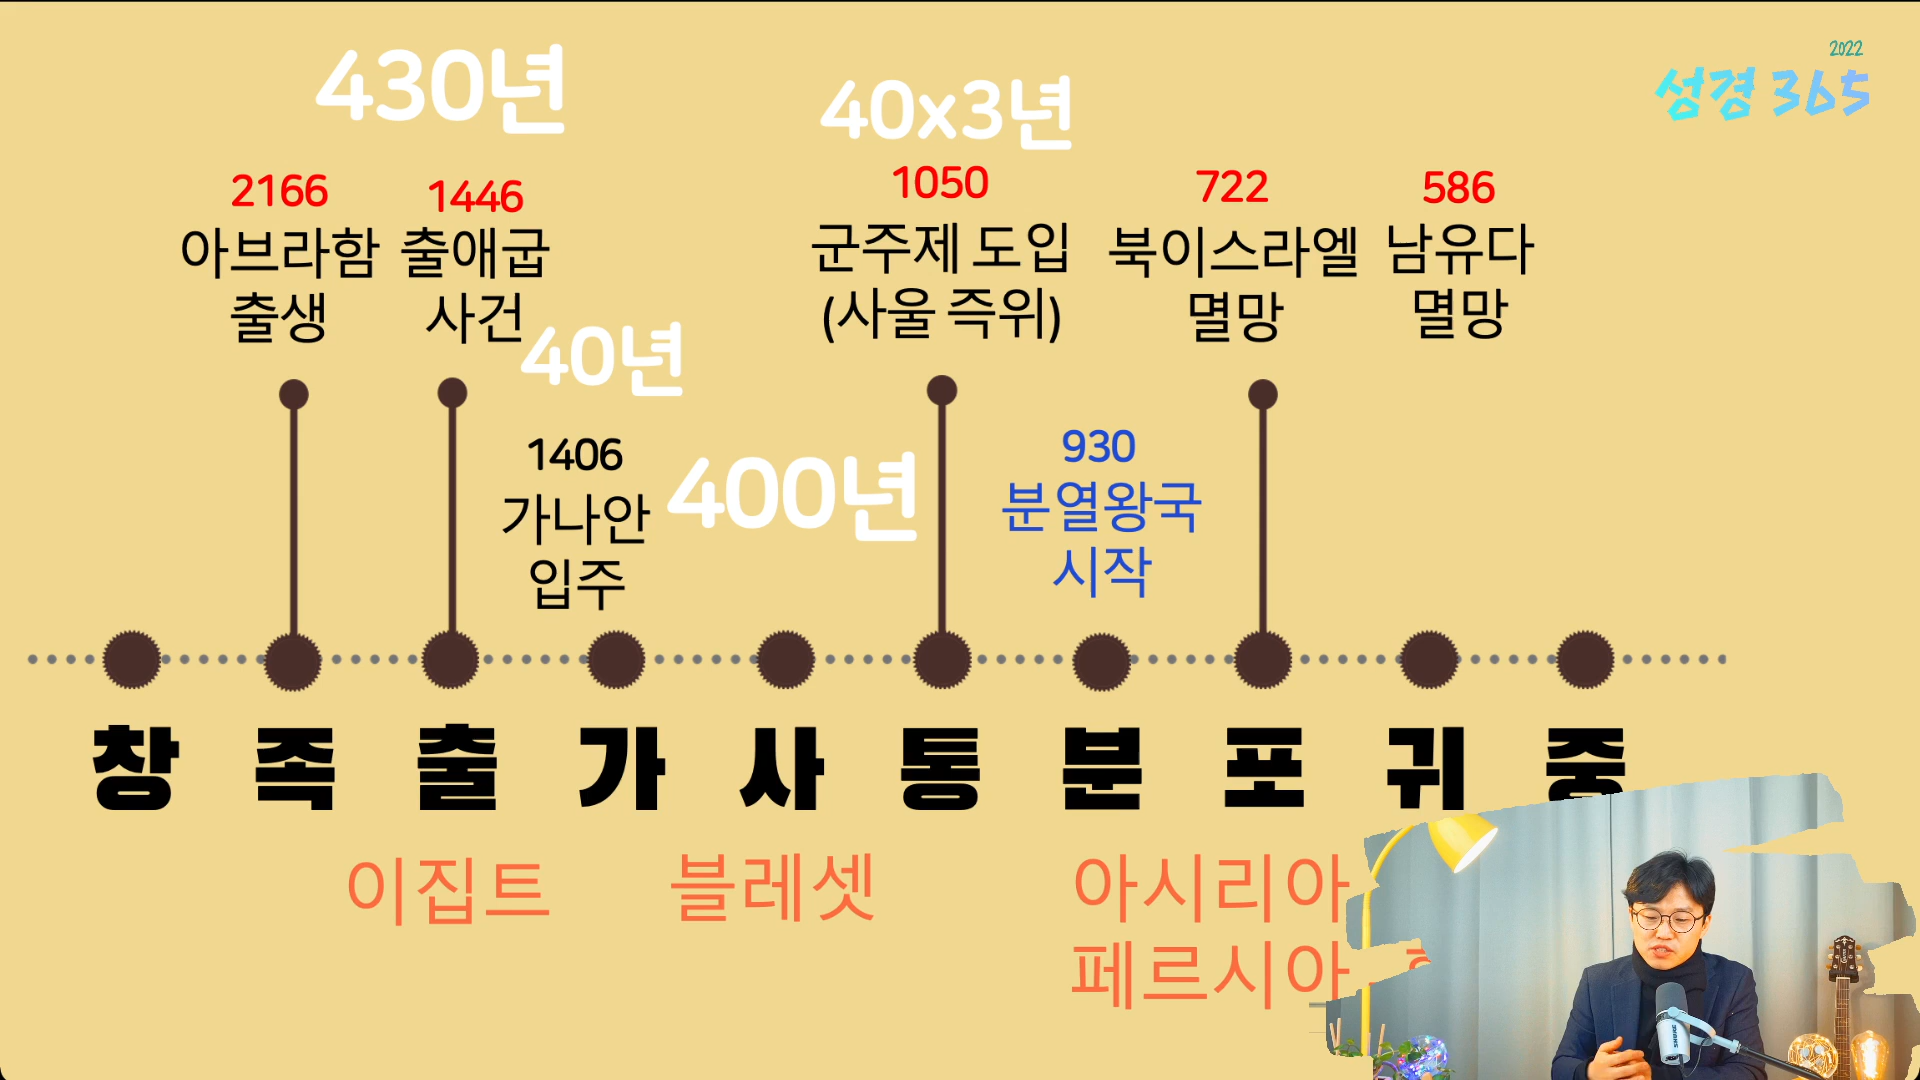 430년
40x3년
2022
성경 365
2166
아브라함
출생
1446
출애굽
사건
1050
군주제 도입
(사울 즉위)
722
북이스라엘
멸망
586
남유다
멸망
40년
1406
가나안
입주
400년
930
분열왕국
시작
창 족 출 가 사 통 분 포 귀 중
이집트
블레셋
아시리아
페르시아